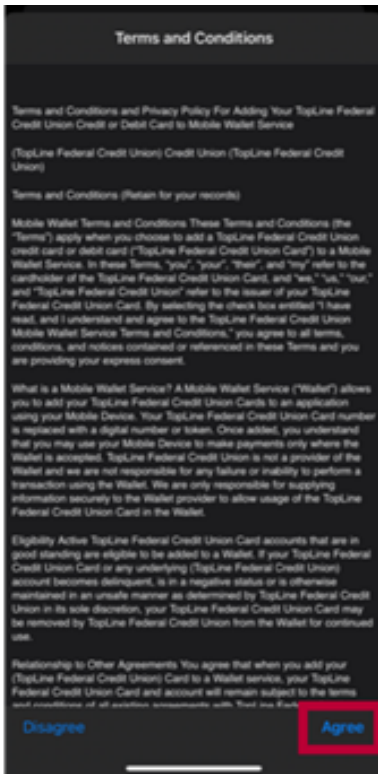 Terms and Conditions
Terms and Conditions and Privacy Policy For Adding Your TopLine Federal
Credit Union Credit or Debit Card to Mobile Wallet Service
(TopLine Federal Credit Union) Credit Union (TopLine Federal Credit
Union)
Terms and Conditions (Retain for your records)
Mobile Wallet Terms and Conditions These Terms and Conditions (the
"Terms") apply when you choose to add a TopLine Federal Credit Union
credit card or debit card ("TopLine Federal Credit Union Card") to a Mobile
Wallet Service. In these Terms, "you", "your", "their", and "my" refer to the
cardholder of the TopLine Federal Credit Union Card, and "we," "us," "our,"
and "TopLine Federal Credit Union" refer to the issuer of your TopLine
Federal Credit Union Card. By selecting the check box entitled "I have
read, and I understand and agree to the TopLine Federal Credit Union
Mobile Wallet Service Terms and Conditions," you agree to all terms,
conditions, and notices contained or referenced in these Terms and you
are providing your express consent.
What is a Mobile Wallet Service? A Mobile Wallet Service ("Wallet") allows
you to add your TopLine Federal Credit Union Cards to an application
using your Mobile Device. Your TopLine Federal Credit Union Card number
is replaced with a digital number or token. Once added, you understand
that you may use your Mobile Device to make payments only where the
Wallet is accepted. TopLine Federal Credit Union is not a provider of the
Wallet and we are not responsible for any failure or inability to perform a
transaction using the Wallet. We are only responsible for supplying
information securely to the Wallet provider to allow usage of the TopLine
Federal Credit Union Card in the Wallet.
Eligibility Active TopLine Federal Credit Union Card accounts that are in
good standing are eligible to be added to a Wallet. If your TopLine Federal
Credit Union Card or any underlying (TopLine Federal Credit Union)
account becomes delinquent, is in a negative status or is otherwise
maintained in an unsafe manner as determined by TopLine Federal Credit
Union in its sole discretion, your TopLine Federal Credit Union Card may
be removed by TopLine Federal Credit Union from the Wallet for continued
use.
Relationship to Other Agreements You agree that when you add your
(TopLine Federal Credit Union) Card to a Wallet service, your TopLine
Federal Credit Union Card and account will remain subject to the terms
and conditions of all existing agreements with TopLine
Disagree
Agree